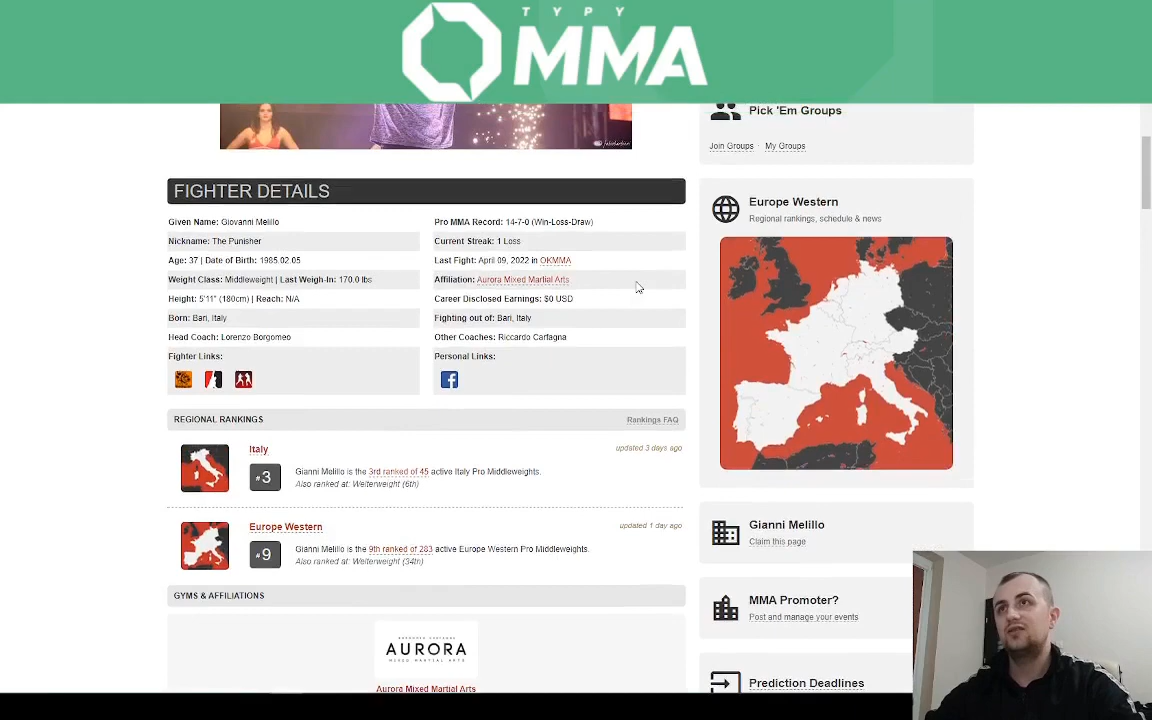 TYPY
MMA
Pick 'Em Groups
Join Groups · My Groups
FIGHTER DETAILS
Given Name: Giovanni Melillo
Nickname: The Punisher
Age: 37 | Date of Birth: 1985.02.05
Weight Class: Middleweight | Last Weigh-In: 170.0 lbs
Height: 5'11" (180cm) | Reach: N/A
Born: Bari, Italy
Head Coach: Lorenzo Borgomeo
Fighter Links:
Pro MMA Record: 14-7-0 (Win-Loss-Draw)
Current Streak: 1 Loss
Last Fight: April 09, 2022 in OKMMA
Affiliation: Aurora Mixed Martial Arts
Career Disclosed Earnings: $0 USD
Fighting out of: Bari, Italy
Other Coaches: Riccardo Carfagna
Personal Links:
REGIONAL RANKINGS
Rankings FAQ
Italy
updated 3 days ago
#3
Gianni Melillo is the 3rd ranked of 45 active Italy Pro Middleweights.
Also ranked at: Welterweight (6th)
Europe Western
updated 1 day ago
#9
Gianni Melillo is the 9th ranked of 283 active Europe Western Pro Middleweights.
Also ranked at: Welterweight (34th)
GYMS & AFFILIATIONS
AURORA
MIXED MARTIAL ARTS
Aurora Mixed Martial Arts
Europe Western
Regional rankings, schedule & news
Gianni Melillo
Claim this page
MMA Promoter?
Post and manage your events
Prediction Deadlines